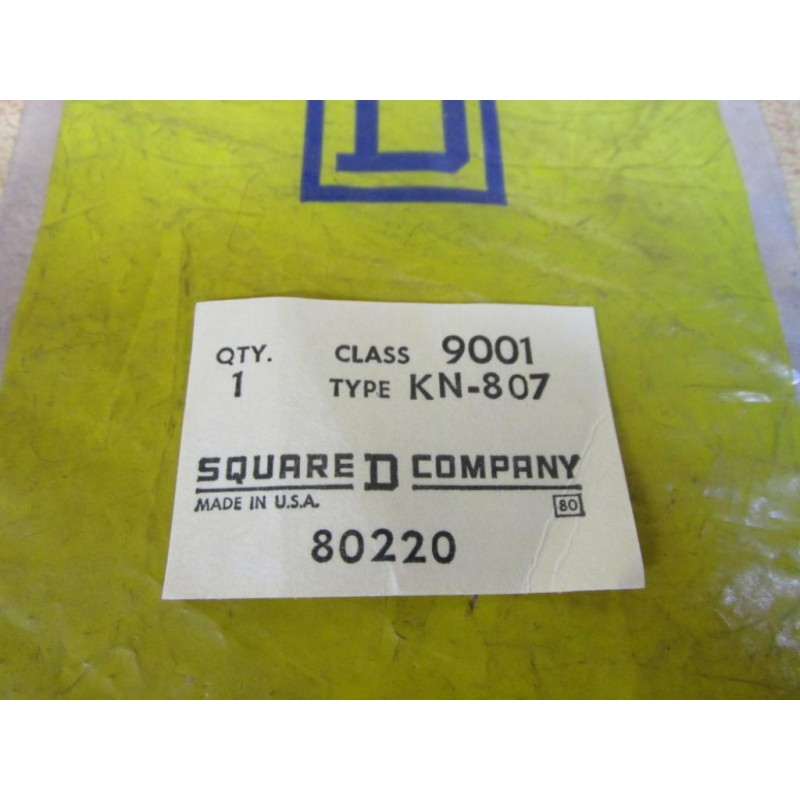 D
QTY. CLASS 9001
1 TYPE KN-807
SQUARE D COMPANY
MADE IN U.S.A. 80
80220